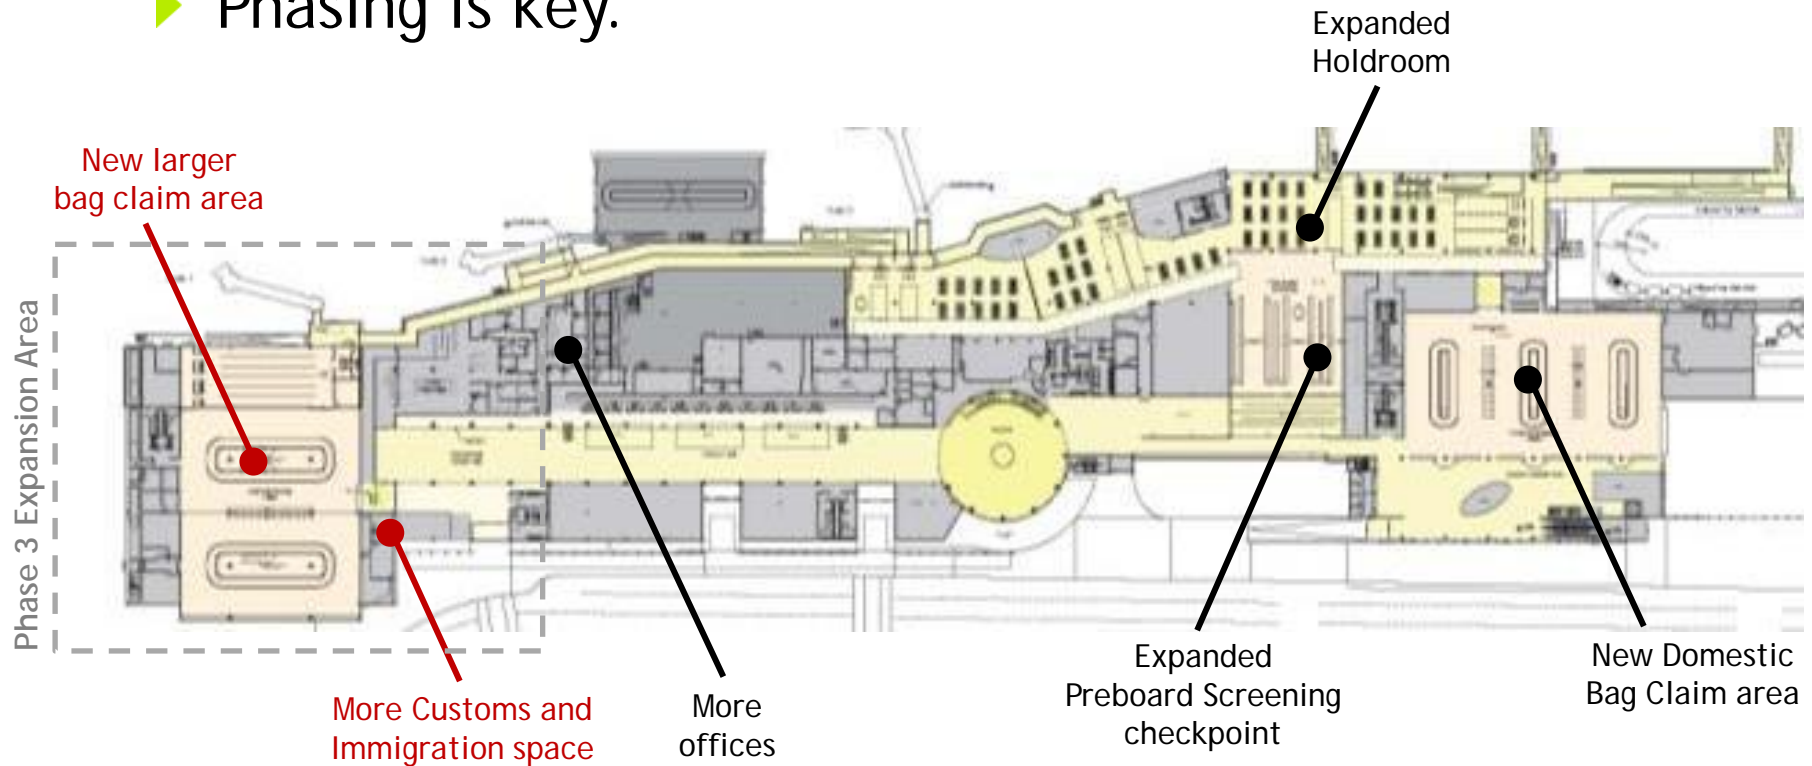 Phasing is key.
Expanded
Holdroom
New larger
bag claim area
Phase 3 Expansion Area
More Customs and
Immigration space
More
offices
Expanded
Preboard Screening
checkpoint
New Domestic
Bag Claim area